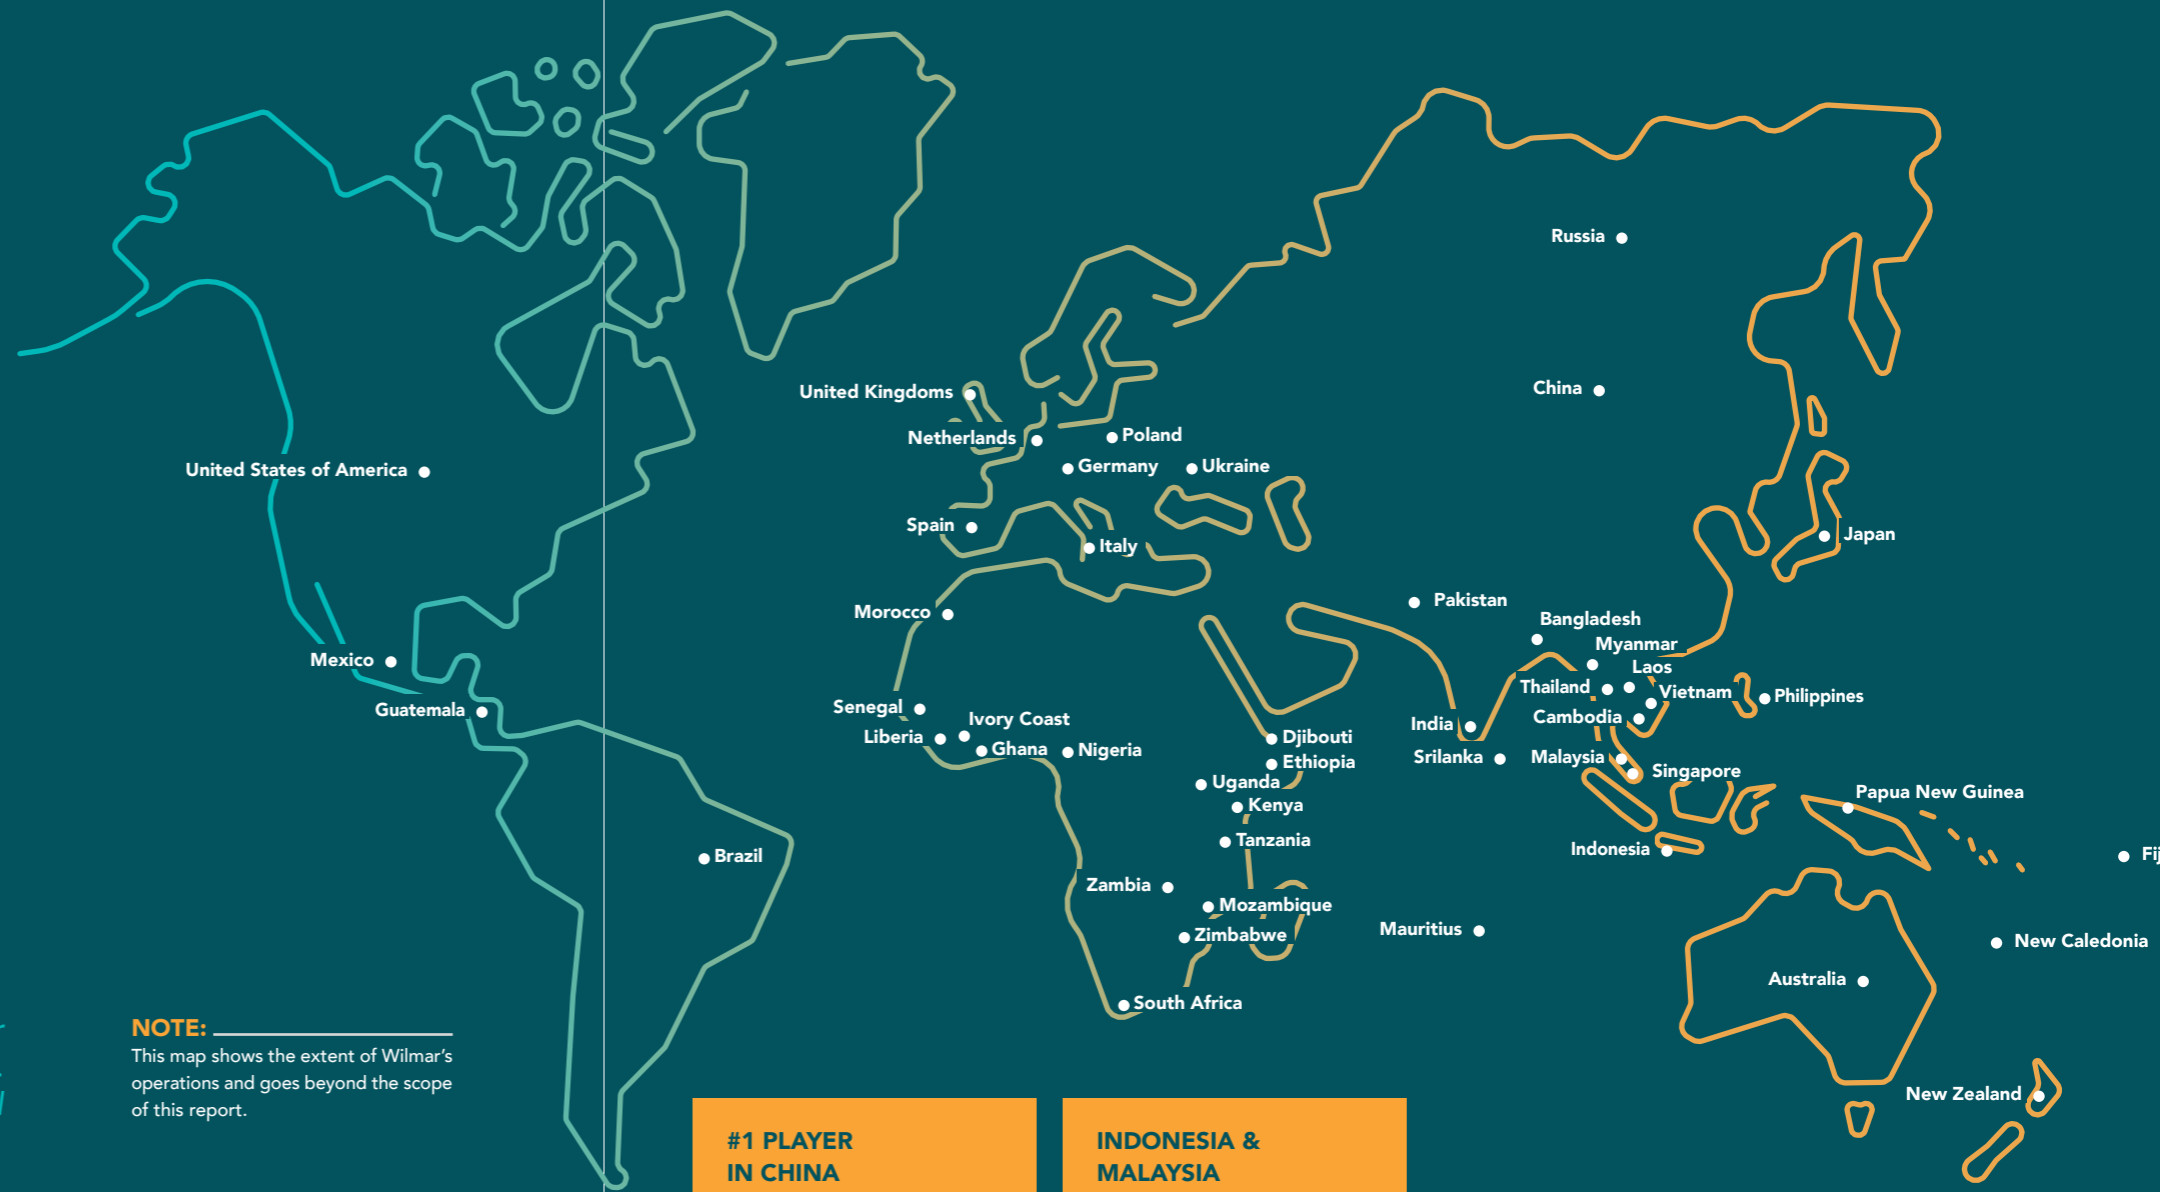 Russia
China
United Kingdoms
Netherlands
Poland
Germany
Ukraine
United States of America
Spain
Italy
Japan
Morocco
Pakistan
Bangladesh
Myanmar
Laos
Mexico
Thailand
Vietnam
Philippines
Guatemala
Senegal
Ivory Coast
Cambodia
India
Liberia
Ghana
Nigeria
Djibouti
Srilanka
Malaysia
Ethiopia
Singapore
Uganda
Kenya
Papua New Guinea
Tanzania
Indonesia
Brazil
Fij
Zambia
Mozambique
Mauritius
Zimbabwe
New Caledonia
Australia
South Africa
New Zealand
NOTE:
This map shows the extent of Wilmar's
operations and goes beyond the scope
of this report.
#1 PLAYER
IN CHINA
INDONESIA &
MALAYSIA